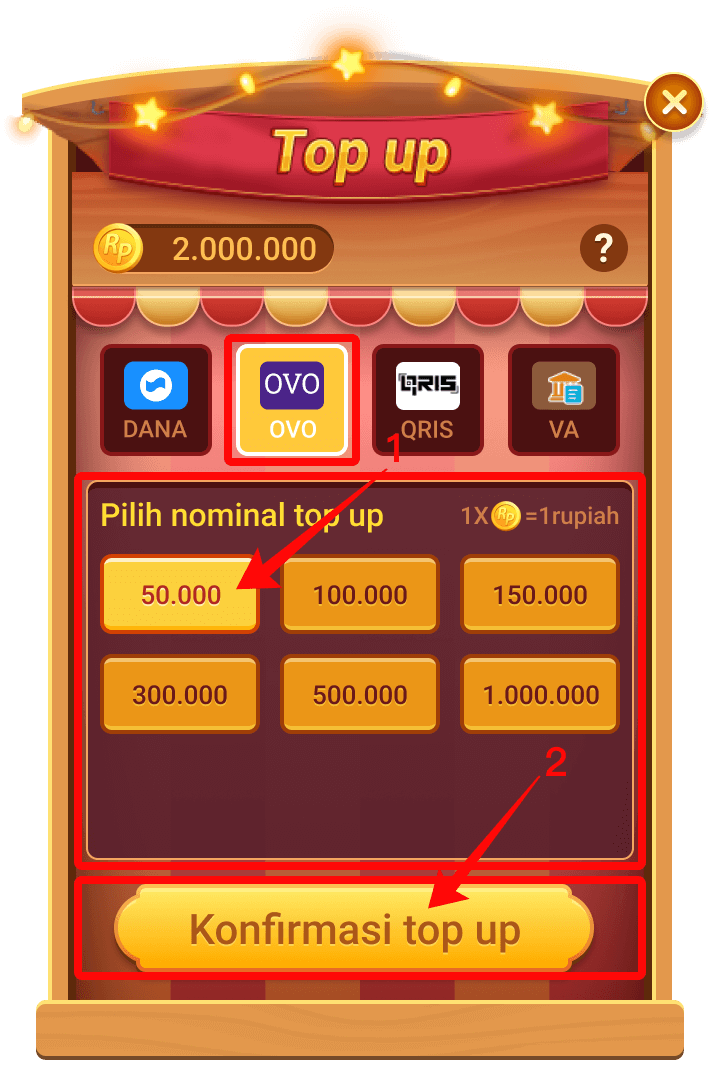 Top up
Rp 2.000.000 ?
OVO QRIS
DANA OVO QRIS VA
1
Pilih nominal top up 1X Rp =1rupiah
50.000 100.000 150.000
300.000 500.000 1.000.000
2
Konfirmasi top up